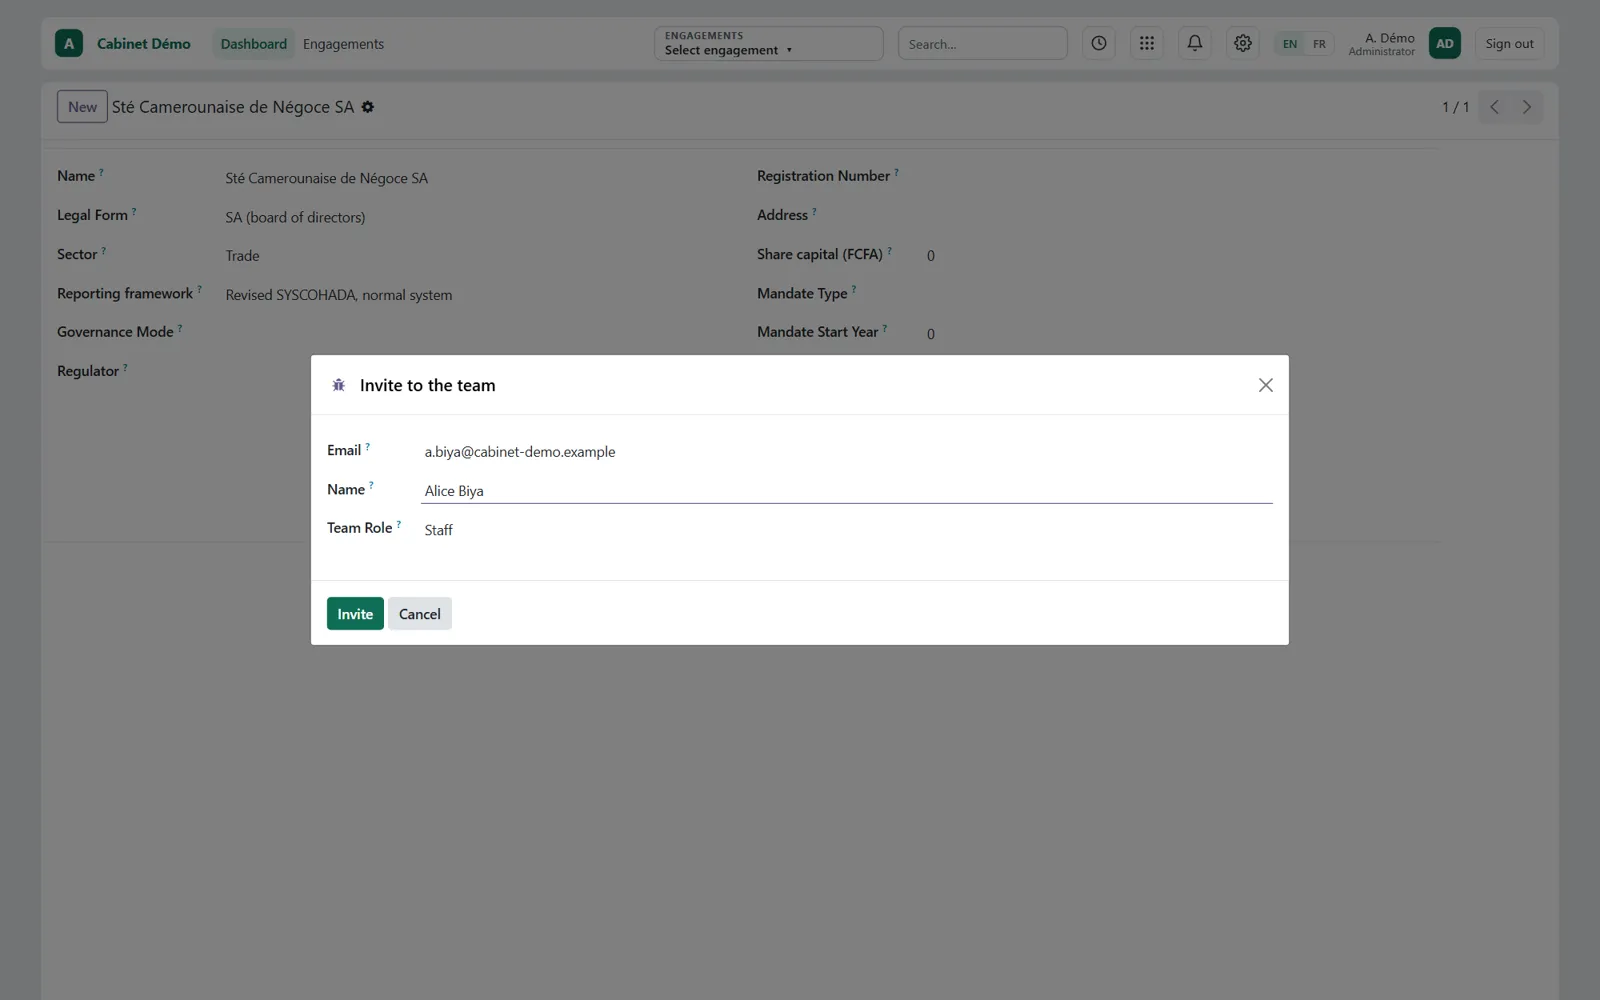 A Cabinet Démo Dashboard Engagements ENGAGEMENTS Search... EN FR A. Démo AD Sign out
Select engagement ▾ Administrator
New Sté Camerounaise de Négoce SA 1 / 1
Name ? Sté Camerounaise de Négoce SA Registration Number ?
Legal Form ? SA (board of directors) Address ?
Sector ? Trade Share capital (FCFA) ? 0
Reporting framework ? Revised SYSCOHADA, normal system Mandate Type ?
Governance Mode ? Mandate Start Year ? 0
Regulator ?
Invite to the team
Email ? a.biya@cabinet-demo.example
Name ? Alice Biya
Team Role ? Staff
Invite Cancel